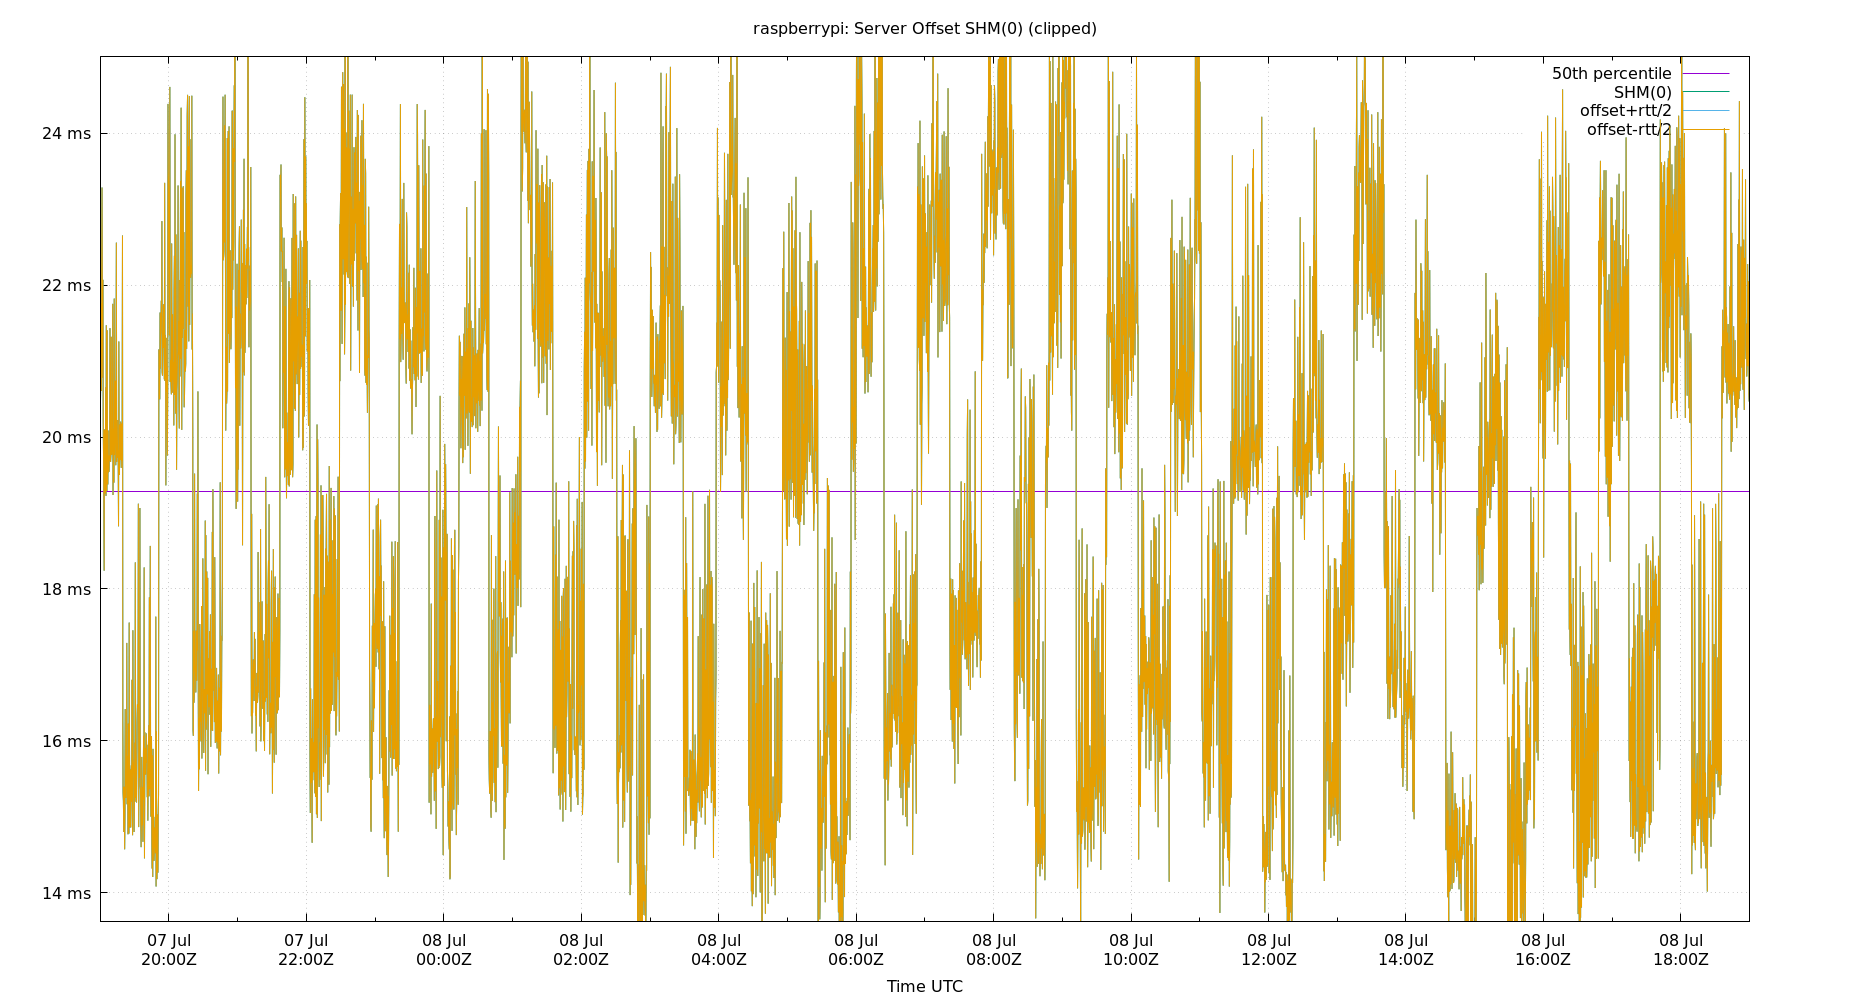 raspberrypi: Server Offset SHM(0) (clipped)
50th percentile
SHM(0)
offset+rtt/2
offset-rtt/2
24 ms
22 ms
20 ms
18 ms
16 ms
14 ms
07 Jul 07 Jul 08 Jul 08 Jul 08 Jul 08 Jul 08 Jul 08 Jul 08 Jul 08 Jul 08 Jul 08 Jul
20:00Z 22:00Z 00:00Z 02:00Z 04:00Z 06:00Z 08:00Z 10:00Z 12:00Z 14:00Z 16:00Z 18:00Z
Time UTC